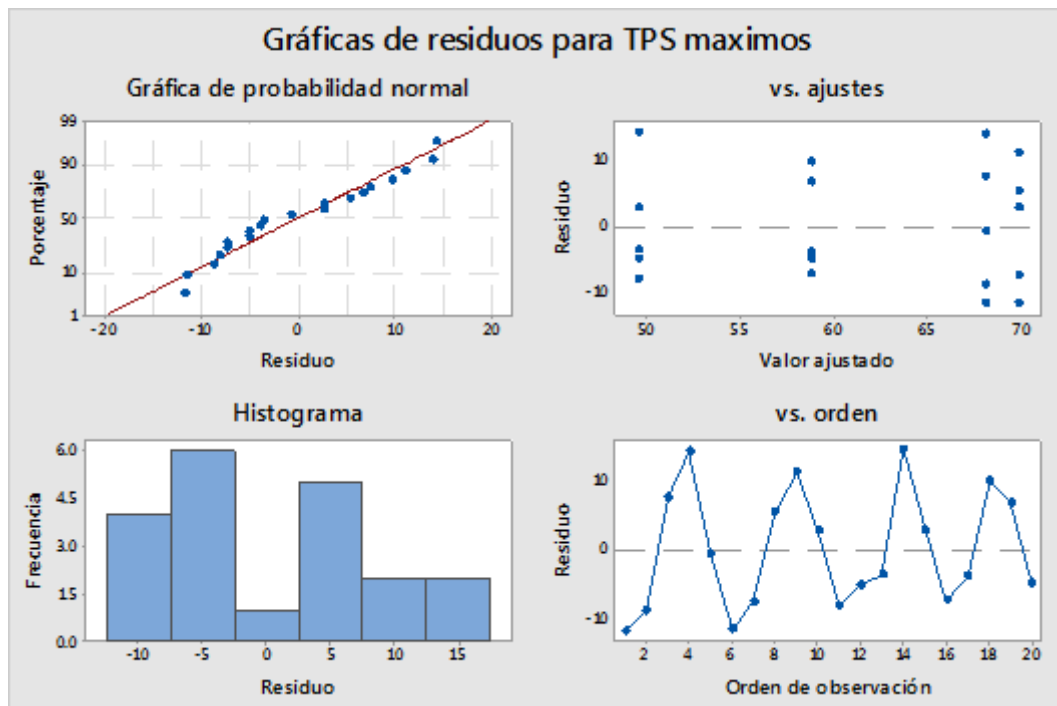 Gráficas de residuos para TPS maximos
Gráfica de probabilidad normal
99
90
50
10
1
Porcentaje
-20 -10 0 10 20
Residuo
vs. ajustes
10
0
-10
Residuo
50 55 60 65 70
Valor ajustado
Histograma
6.0
4.5
3.0
1.5
0.0
Frecuencia
-10 -5 0 5 10 15
Residuo
vs. orden
10
0
-10
Residuo
2 4 6 8 10 12 14 16 18 20
Orden de observación